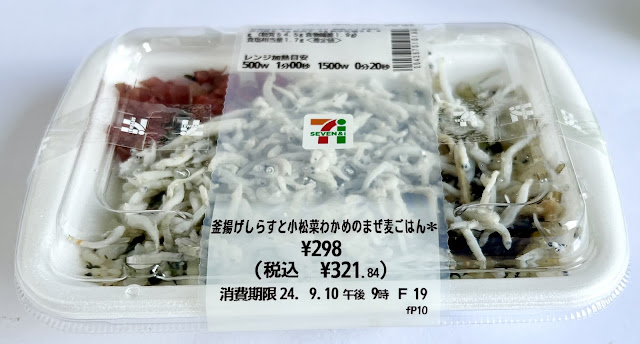 レンジ加熱目安
500W 1分00秒 1500W 0分20秒
7i
SEVEN&i
釜揚げしらすと小松菜わかめのまぜ麦ごはん*
¥298
(税込 ¥321.84)
消費期限 24. 9.10 午後 9時 F 19
fP10